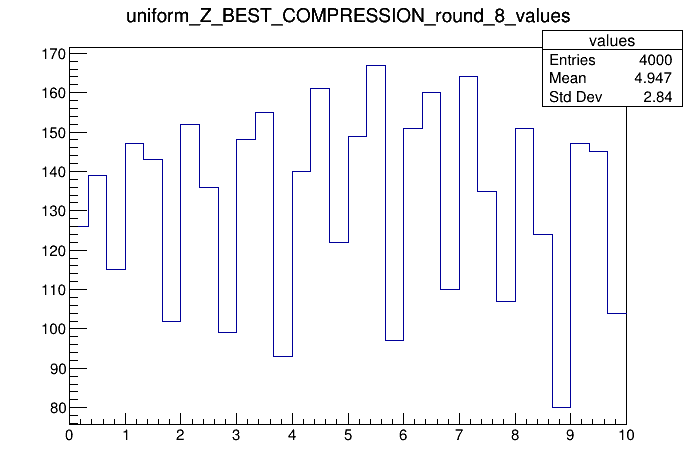 uniform_Z_BEST_COMPRESSION_round_8_values
values
Entries 4000
Mean 4.947
Std Dev 2.84
170
160
150
140
130
120
110
100
90
80
0 1 2 3 4 5 6 7 8 9 10